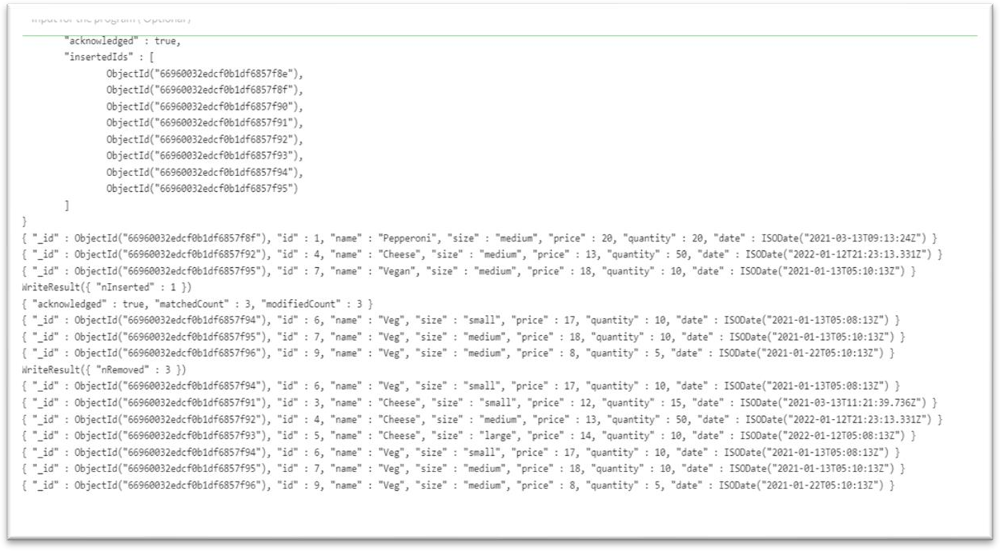 Input for the program ( Optional)
"acknowledged" : true,
"insertedIds" : [
ObjectId("66960032edcf0b1df6857f8e"),
ObjectId("66960032edcf0b1df6857f8f"),
ObjectId("66960032edcf0b1df6857f90"),
ObjectId("66960032edcf0b1df6857f91"),
ObjectId("66960032edcf0b1df6857f92"),
ObjectId("66960032edcf0b1df6857f93"),
ObjectId("66960032edcf0b1df6857f94"),
ObjectId("66960032edcf0b1df6857f95")
]
}
{ "_id" : ObjectId("66960032edcf0b1df6857f8f"), "id" : 1, "name" : "Pepperoni", "size" : "medium", "price" : 20, "quantity" : 20, "date" : ISODate("2021-03-13T09:13:24Z") }
{ "_id" : ObjectId("66960032edcf0b1df6857f92"), "id" : 4, "name" : "Cheese", "size" : "medium", "price" : 13, "quantity" : 50, "date" : ISODate("2022-01-12T21:23:13.331Z") }
{ "_id" : ObjectId("66960032edcf0b1df6857f95"), "id" : 7, "name" : "Vegan", "size" : "medium", "price" : 18, "quantity" : 10, "date" : ISODate("2021-01-13T05:10:13Z") }
WriteResult({ "nInserted" : 1 })
{ "acknowledged" : true, "matchedCount" : 3, "modifiedCount" : 3 }
{ "_id" : ObjectId("66960032edcf0b1df6857f94"), "id" : 6, "name" : "Veg", "size" : "small", "price" : 17, "quantity" : 10, "date" : ISODate("2021-01-13T05:08:13Z") }
{ "_id" : ObjectId("66960032edcf0b1df6857f95"), "id" : 7, "name" : "Veg", "size" : "medium", "price" : 18, "quantity" : 10, "date" : ISODate("2021-01-13T05:10:13Z") }
{ "_id" : ObjectId("66960032edcf0b1df6857f96"), "id" : 9, "name" : "Veg", "size" : "medium", "price" : 8, "quantity" : 5, "date" : ISODate("2021-01-22T05:10:13Z") }
WriteResult({ "nRemoved" : 3 })
{ "_id" : ObjectId("66960032edcf0b1df6857f94"), "id" : 6, "name" : "Veg", "size" : "small", "price" : 17, "quantity" : 10, "date" : ISODate("2021-01-13T05:08:13Z") }
{ "_id" : ObjectId("66960032edcf0b1df6857f91"), "id" : 3, "name" : "Cheese", "size" : "small", "price" : 12, "quantity" : 15, "date" : ISODate("2021-03-13T11:21:39.736Z") }
{ "_id" : ObjectId("66960032edcf0b1df6857f92"), "id" : 4, "name" : "Cheese", "size" : "medium", "price" : 13, "quantity" : 50, "date" : ISODate("2022-01-12T21:23:13.331Z") }
{ "_id" : ObjectId("66960032edcf0b1df6857f93"), "id" : 5, "name" : "Cheese", "size" : "large", "price" : 14, "quantity" : 10, "date" : ISODate("2022-01-12T05:08:13Z") }
{ "_id" : ObjectId("66960032edcf0b1df6857f94"), "id" : 6, "name" : "Veg", "size" : "small", "price" : 17, "quantity" : 10, "date" : ISODate("2021-01-13T05:08:13Z") }
{ "_id" : ObjectId("66960032edcf0b1df6857f95"), "id" : 7, "name" : "Veg", "size" : "medium", "price" : 18, "quantity" : 10, "date" : ISODate("2021-01-13T05:10:13Z") }
{ "_id" : ObjectId("66960032edcf0b1df6857f96"), "id" : 9, "name" : "Veg", "size" : "medium", "price" : 8, "quantity" : 5, "date" : ISODate("2021-01-22T05:10:13Z") }